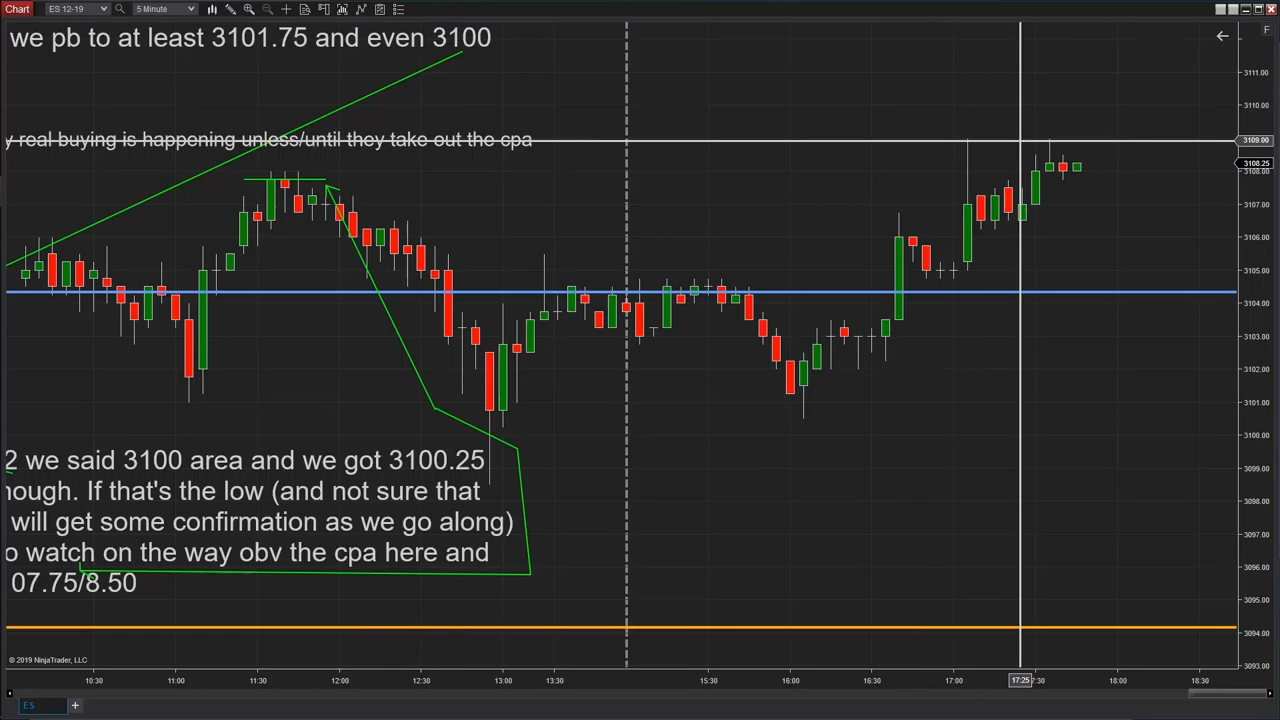 Chart ES 12-19 5 Minute
we pb to at least 3101.75 and even 3100
F
3111.00
3110.00
y real buying is happening unless/until they take out the cpa
3109.00
3108.25
3108.00
3107.00
3106.00
3105.00
3104.00
3103.00
3102.00
3101.00
3100.00
2 we said 3100 area and we got 3100.25
3099.00
nough. If that's the low (and not sure that
3098.00
will get some confirmation as we go along)
3097.00
o watch on the way obv the cpa here and
3096.00
07.75/8.50
3095.00
3094.00
© 2019 NinjaTrader, LLC
3093.00
10:30 11:00 11:30 12:00 12:30 13:00 13:30 15:30 16:00 16:30 17:00 17:25 7:30 18:00 18:30
ES +